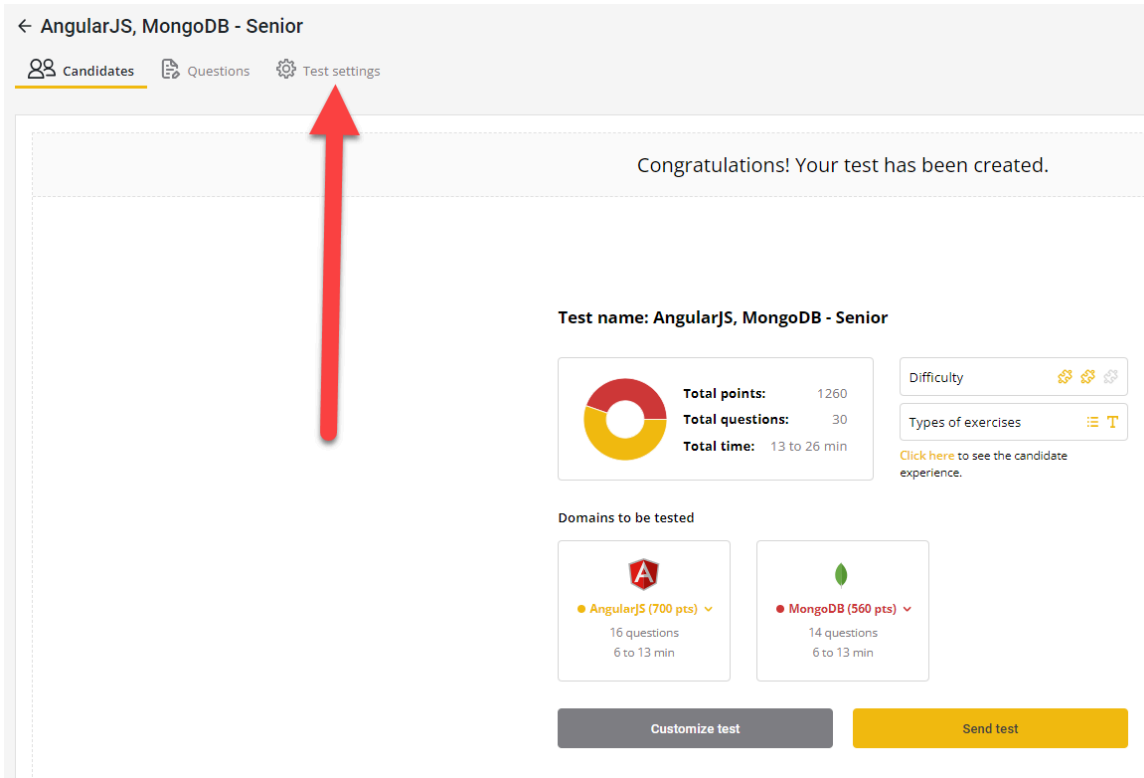 ← AngularJS, MongoDB - Senior
Candidates Questions Test settings
Congratulations! Your test has been created.
Test name: AngularJS, MongoDB - Senior
Total points: 1260
Total questions: 30
Total time: 13 to 26 min
Difficulty
Types of exercises
Click here to see the candidate
experience.
Domains to be tested
AngularJS (700 pts)
16 questions
6 to 13 min
MongoDB (560 pts)
14 questions
6 to 13 min
Customize test
Send test